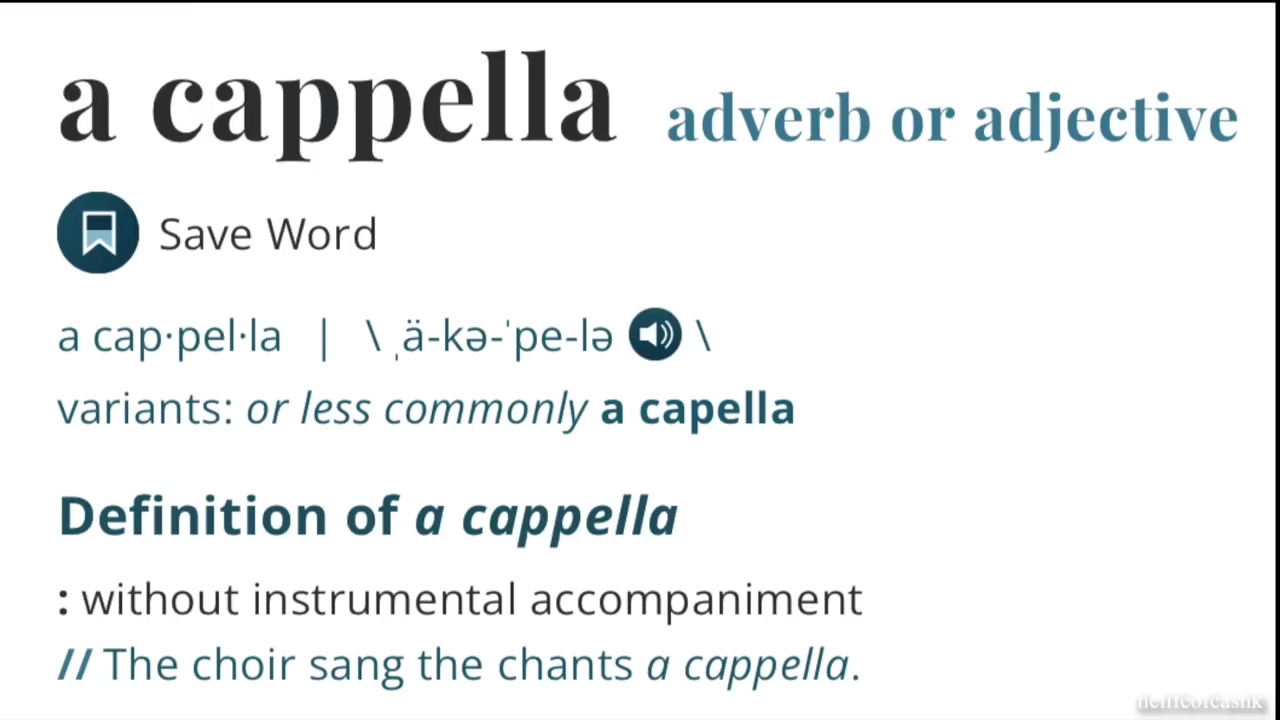 a cappella adverb or adjective
Save Word
a cap·pel·la | \ ˌä-kə-ˈpe-lə \
variants: or less commonly a capella
Definition of a cappella
: without instrumental accompaniment
// The choir sang the chants a cappella.